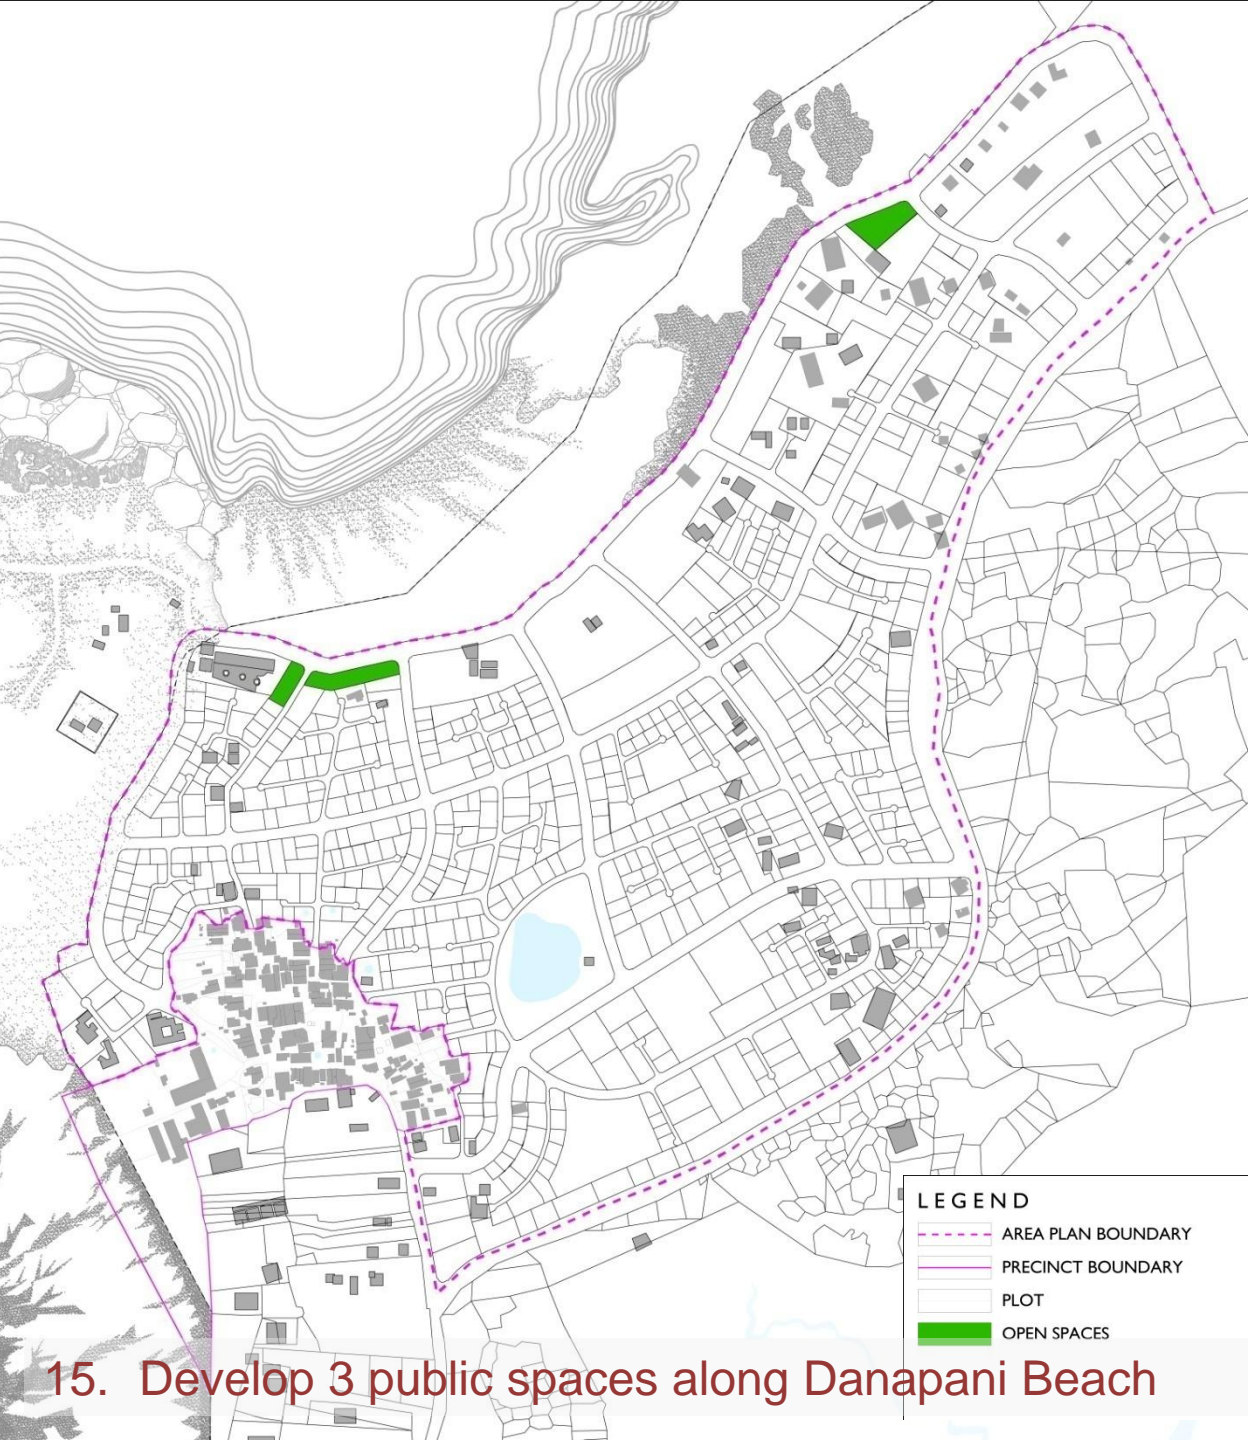 LEGEND
AREA PLAN BOUNDARY
PRECINCT BOUNDARY
PLOT
OPEN SPACES
15. Develop 3 public spaces along Danapani Beach